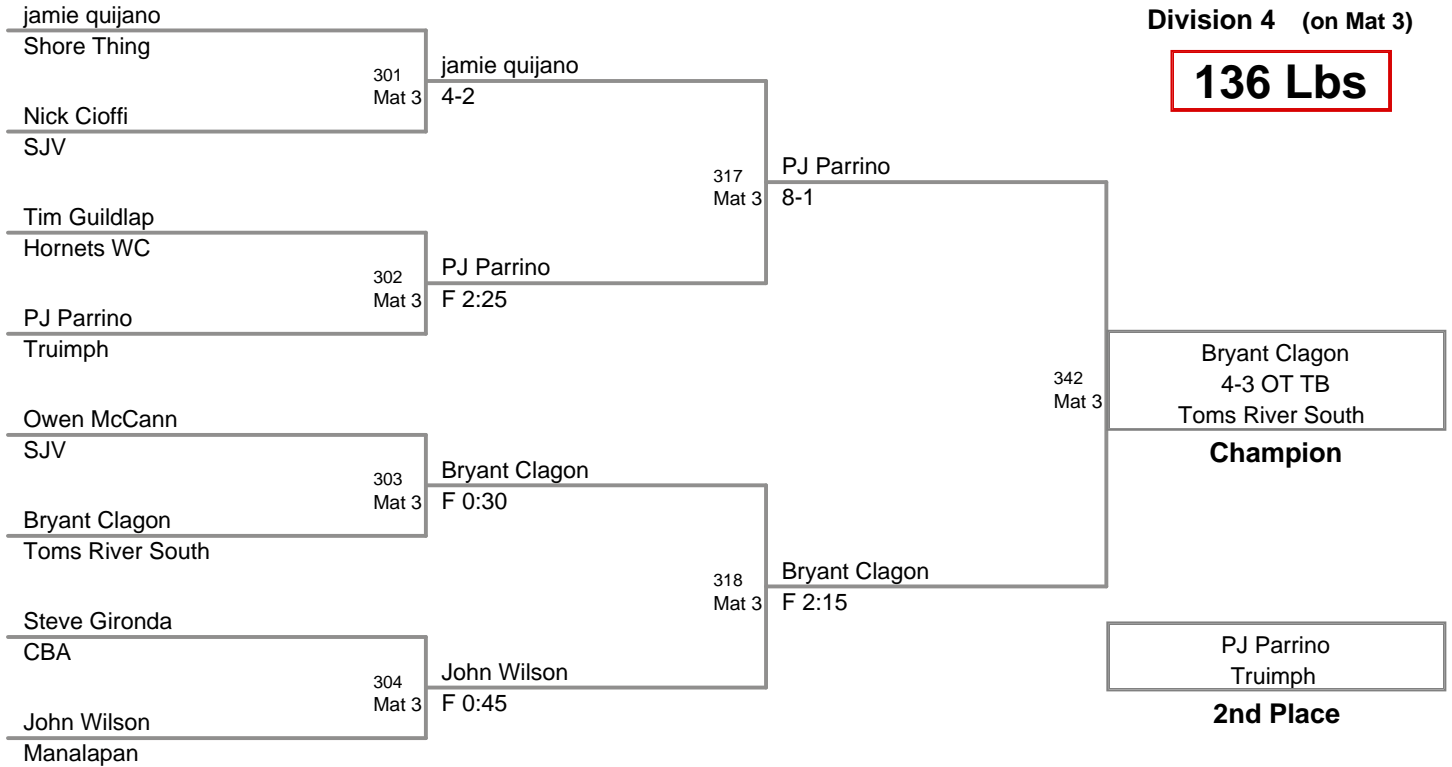 jamie quijano
Shore Thing
Division 4 (on Mat 3)
136 Lbs
301
Mat 3
jamie quijano
4-2
Nick Cioffi
SJV
317
Mat 3
PJ Parrino
8-1
Tim Guildlap
Hornets WC
302
Mat 3
PJ Parrino
F 2:25
PJ Parrino
Truimph
342
Mat 3
Bryant Clagon
4-3 OT TB
Toms River South
Champion
Owen McCann
SJV
303
Mat 3
Bryant Clagon
F 0:30
Bryant Clagon
Toms River South
318
Mat 3
Bryant Clagon
F 2:15
Steve Gironda
CBA
304
Mat 3
John Wilson
F 0:45
John Wilson
Manalapan
PJ Parrino
Truimph
2nd Place